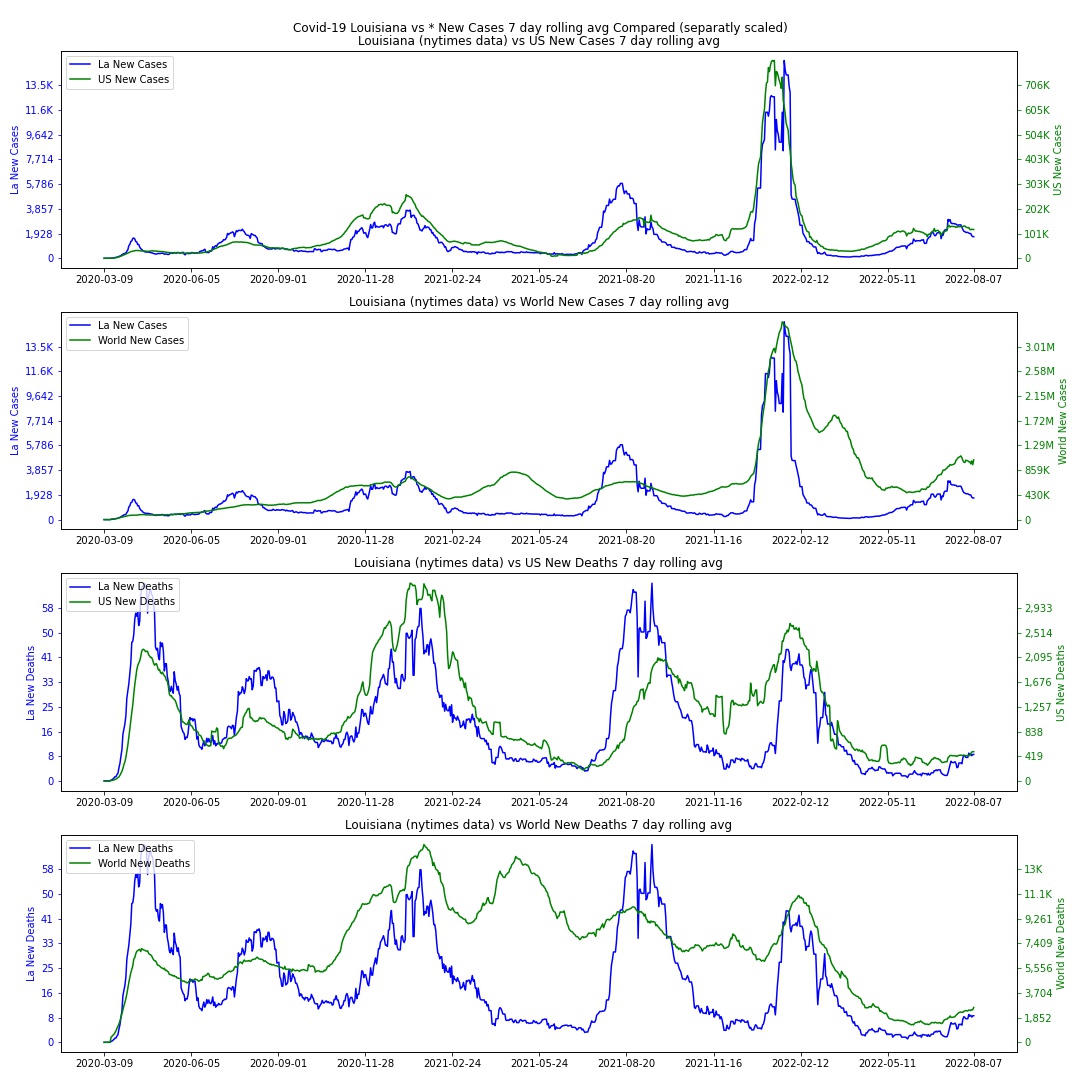 Covid-19 Louisiana vs * New Cases 7 day rolling avg Compared (separatly scaled)
Louisiana (nytimes data) vs US New Cases 7 day rolling avg
La New Cases
US New Cases
13.5K
11.6K
9,642
7,714
5,786
3,857
1,928
0
La New Cases
706K
605K
504K
403K
303K
202K
101K
0
US New Cases
2020-03-09 2020-06-05 2020-09-01 2020-11-28 2021-02-24 2021-05-24 2021-08-20 2021-11-16 2022-02-12 2022-05-11 2022-08-07
Louisiana (nytimes data) vs World New Cases 7 day rolling avg
La New Cases
World New Cases
13.5K
11.6K
9,642
7,714
5,786
3,857
1,928
0
La New Cases
3.01M
2.58M
2.15M
1.72M
1.29M
859K
430K
0
World New Cases
2020-03-09 2020-06-05 2020-09-01 2020-11-28 2021-02-24 2021-05-24 2021-08-20 2021-11-16 2022-02-12 2022-05-11 2022-08-07
Louisiana (nytimes data) vs US New Deaths 7 day rolling avg
La New Deaths
US New Deaths
58
50
41
33
25
16
8
0
La New Deaths
2,933
2,514
2,095
1,676
1,257
838
419
0
US New Deaths
2020-03-09 2020-06-05 2020-09-01 2020-11-28 2021-02-24 2021-05-24 2021-08-20 2021-11-16 2022-02-12 2022-05-11 2022-08-07
Louisiana (nytimes data) vs World New Deaths 7 day rolling avg
La New Deaths
World New Deaths
58
50
41
33
25
16
8
0
La New Deaths
13K
11.1K
9,261
7,409
5,556
3,704
1,852
0
World New Deaths
2020-03-09 2020-06-05 2020-09-01 2020-11-28 2021-02-24 2021-05-24 2021-08-20 2021-11-16 2022-02-12 2022-05-11 2022-08-07